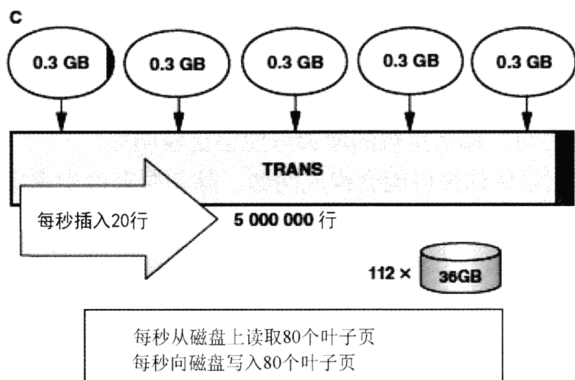 C
0.3 GB 0.3 GB 0.3 GB 0.3 GB 0.3 GB
TRANS
每秒插入20行
5 000 000 行
112 × 36GB
每秒从磁盘上读取80个叶子页
每秒向磁盘写入80个叶子页